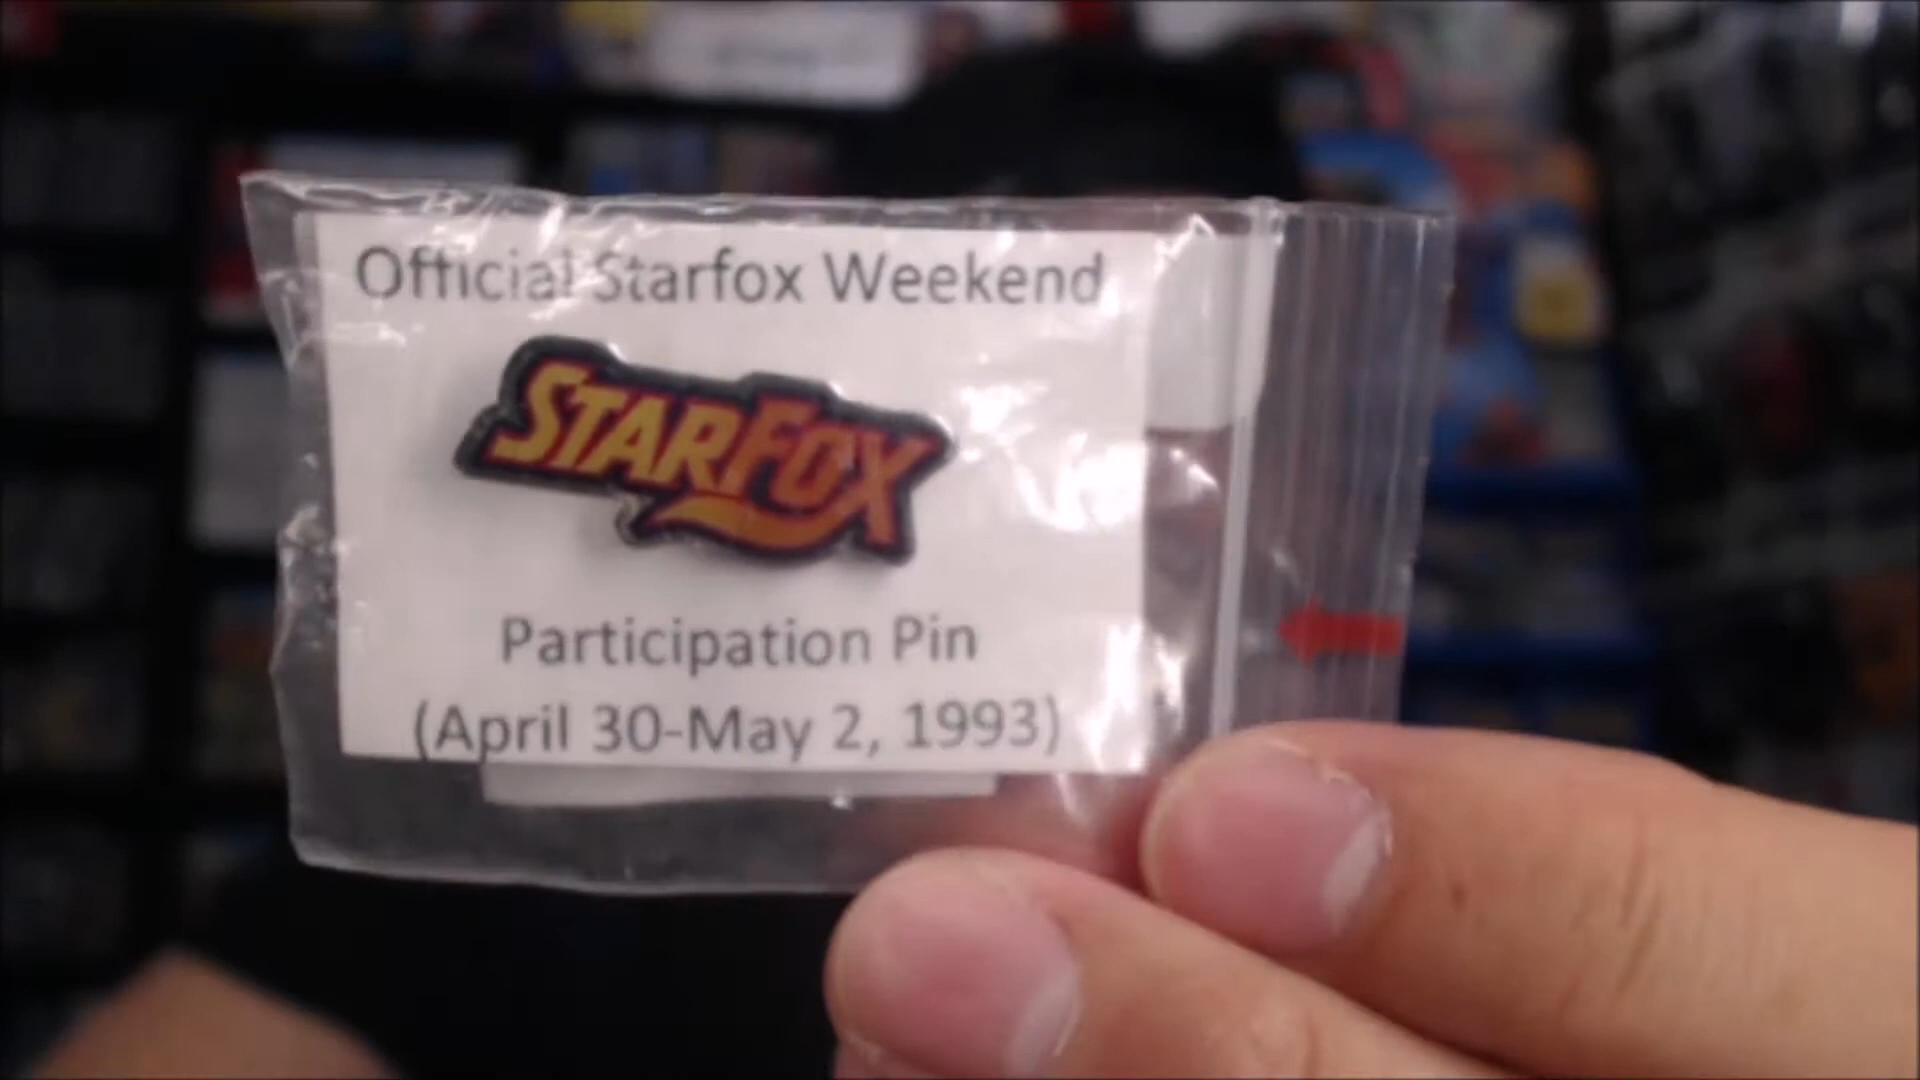 Official Starfox Weekend
STARFOX
Participation Pin
(April 30-May 2, 1993)